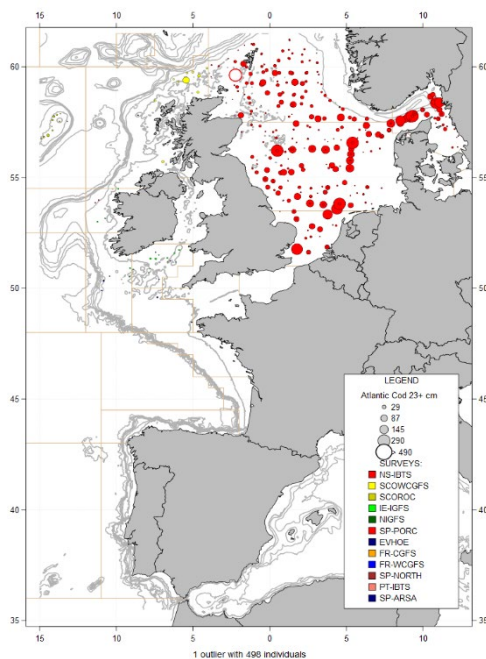 15 10 5 0 5 10
60 60
55 55
50 50
45 45
40 40
35 35
LEGEND
Atlantic Cod 23+ cm
29
87
145
290
> 490
SURVEYS:
NS-IBTS
SCOWCGFS
SCOROC
IE-IGFS
NIGFS
SP-PORC
EVHOE
FR-CGFS
FR-WCGFS
SP-NORTH
PT-IBTS
SP-ARSA
15 10 5 0 5 10
1 outlier with 498 individuals